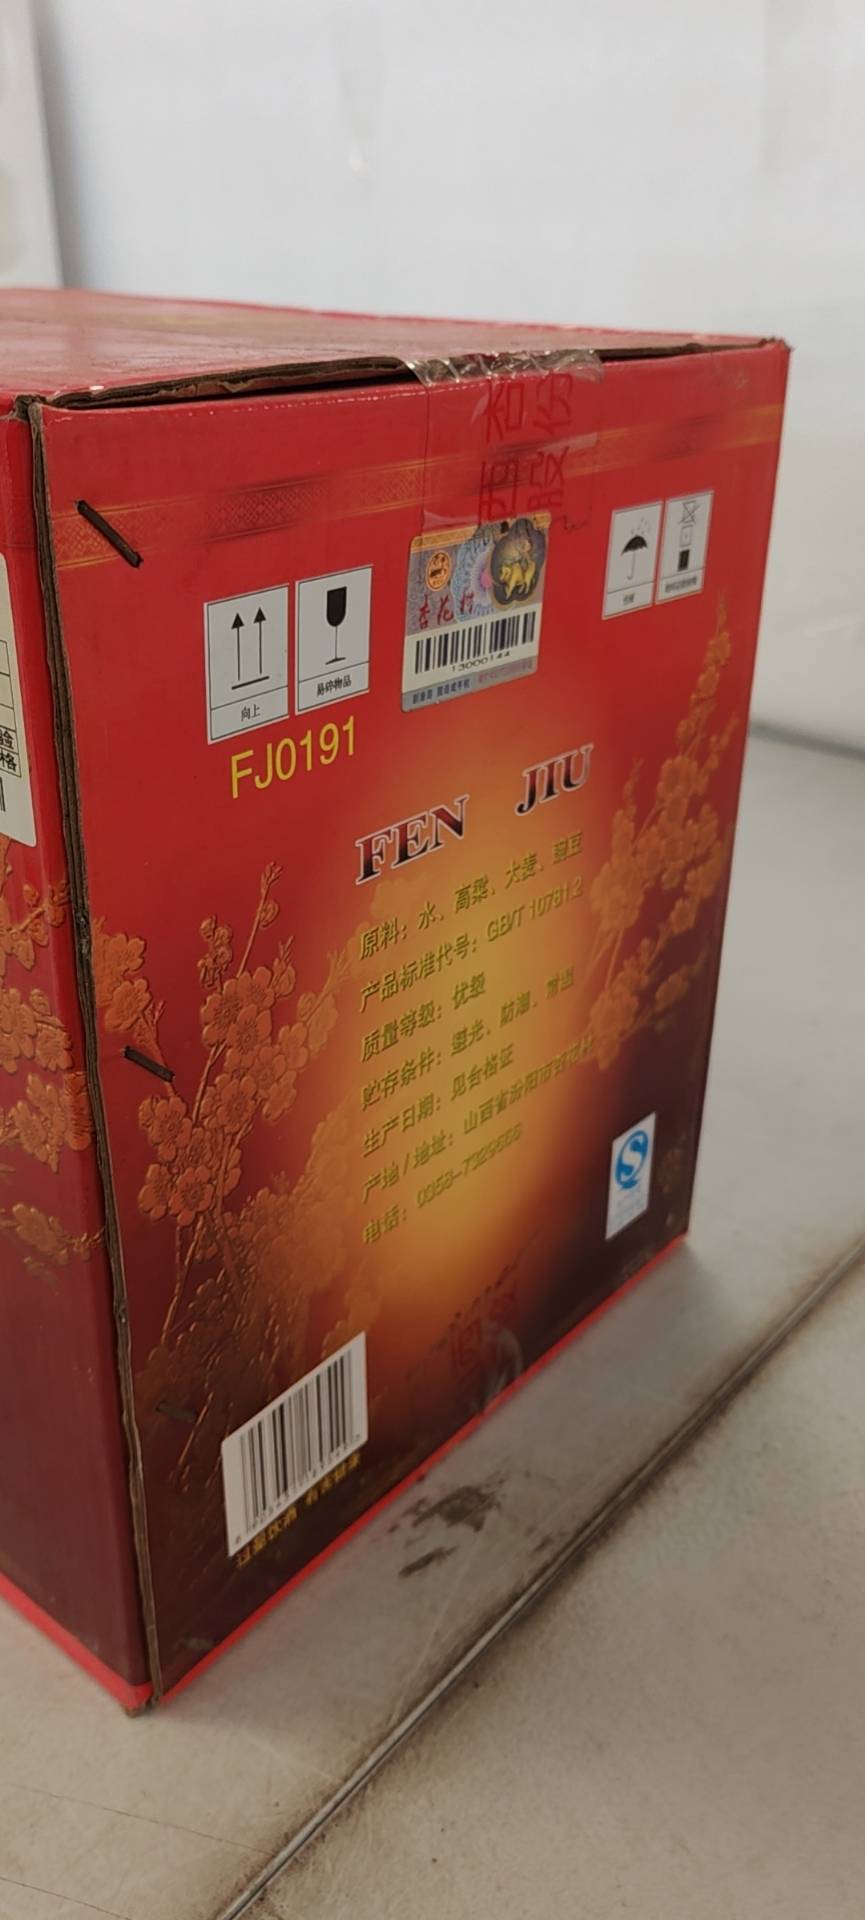 杏
股份
杏花村
13000144
向上
易碎物品
FJ0191
FEN JIU
原料：水、高粱、大麦、豌豆
产品标准代号：GB/T 10781.2
质量等级：优级
贮存条件：避光、防潮、常温
生产日期：见合格证
产地/地址：山西省汾阳市杏花村
电话：0358-7329666
过量饮酒 有害健康